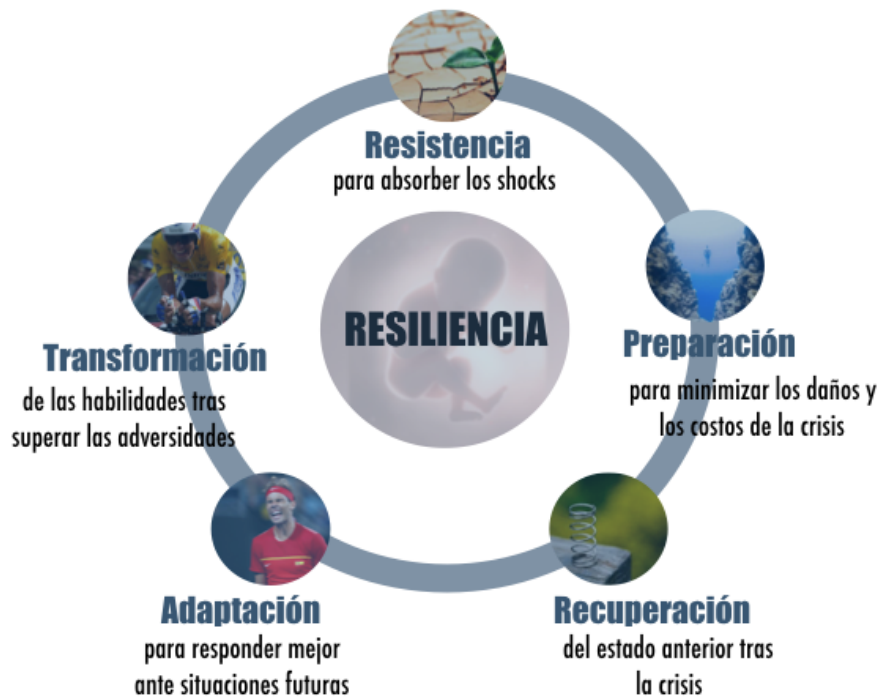 Resistencia
para absorber los shocks
RESILIENCIA
Preparación
para minimizar los daños y
los costos de la crisis
Recuperación
del estado anterior tras
la crisis
Adaptación
para responder mejor
ante situaciones futuras
Transformación
de las habilidades tras
superar las adversidades